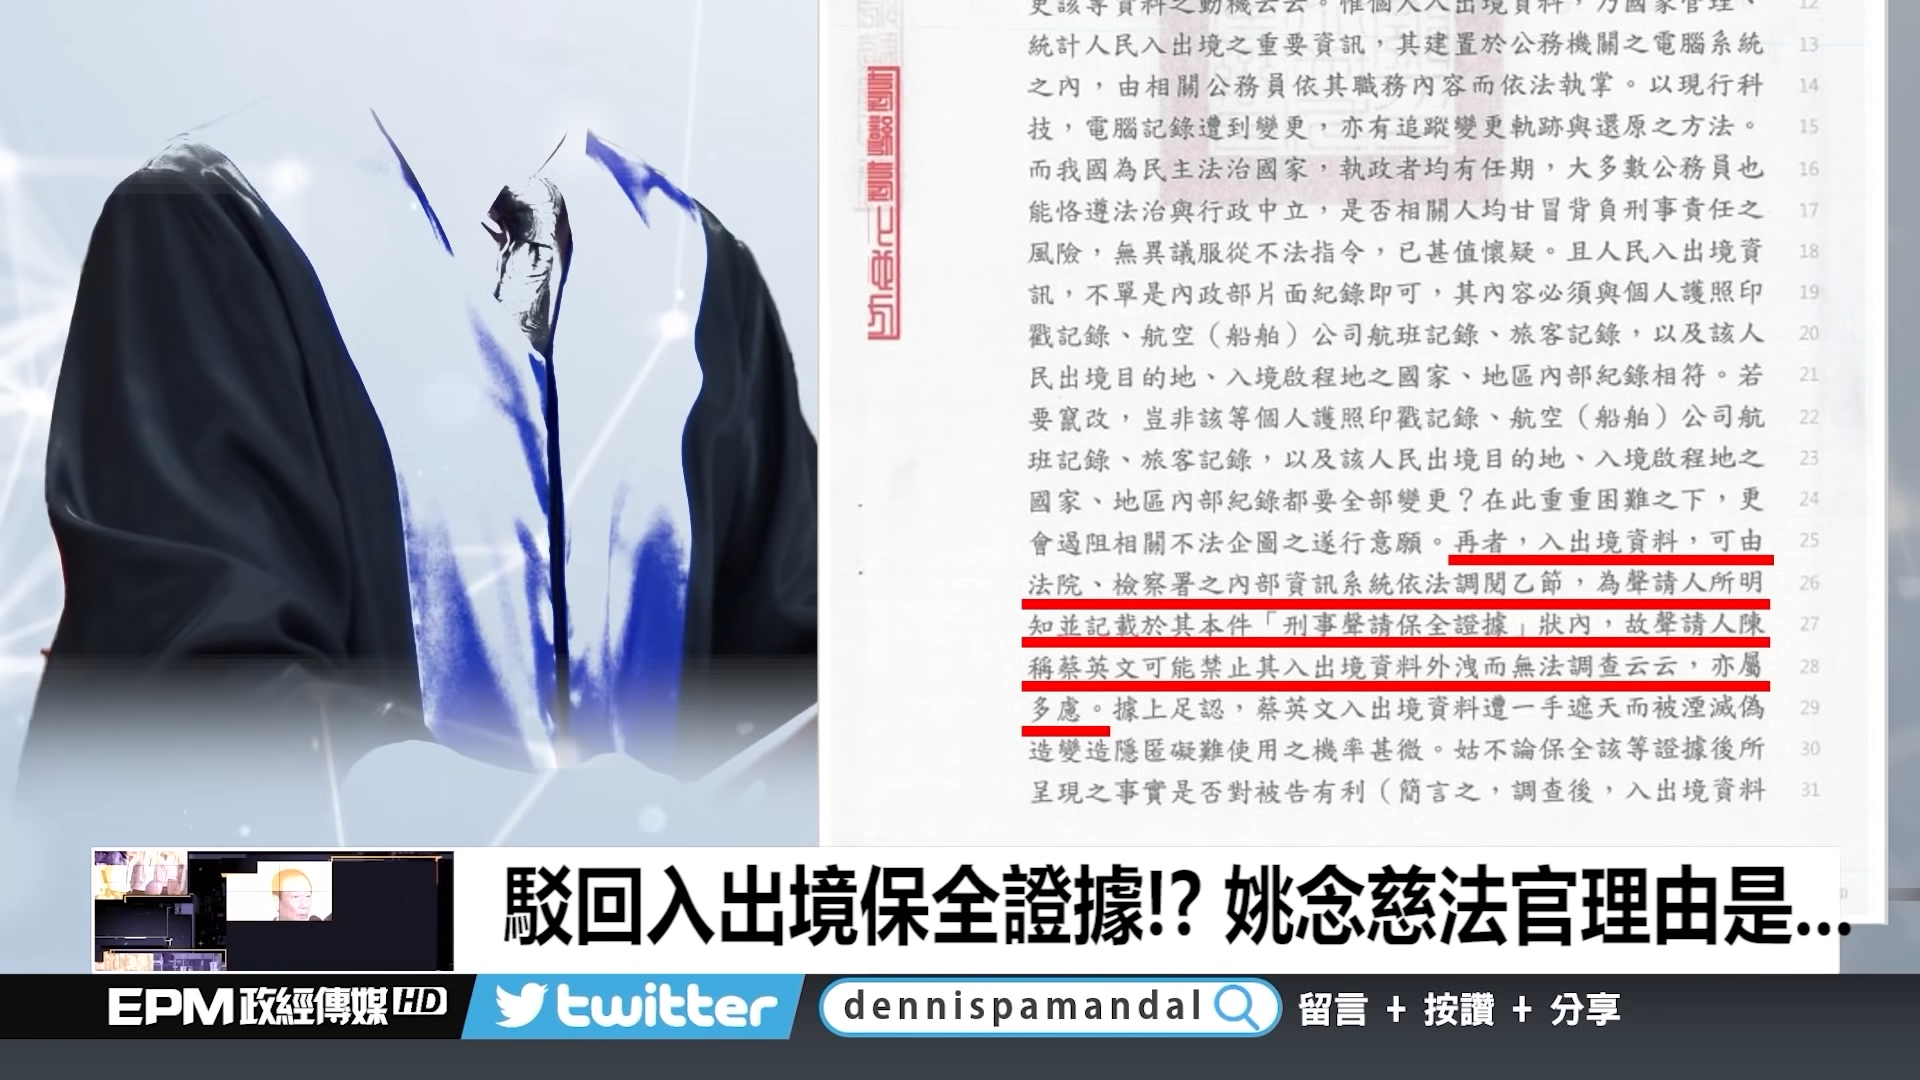 更該等資料之動機云云。惟個人入出境資料，乃國家管理、 12
統計人民入出境之重要資訊，其建置於公務機關之電腦系統 13
之內，由相關公務員依其職務內容而依法執掌。以現行科 14
技，電腦記錄遭到變更，亦有追蹤變更軌跡與還原之方法。 15
而我國為民主法治國家，執政者均有任期，大多數公務員也 16
能恪遵法治與行政中立，是否相關人均甘冒背負刑事責任之 17
風險，無異議服從不法指令，已甚值懷疑。且人民入出境資 18
訊，不單是內政部片面紀錄即可，其內容必須與個人護照印 19
戳記錄、航空（船舶）公司航班記錄、旅客記錄，以及該人 20
民出境目的地、入境啟程地之國家、地區內部紀錄相符。若 21
要竄改，豈非該等個人護照印戳記錄、航空（船舶）公司航 22
班記錄、旅客記錄，以及該人民出境目的地、入境啟程地之 23
國家、地區內部紀錄都要全部變更？在此重重困難之下，更 24
會遏阻相關不法企圖之遂行意願。再者，入出境資料，可由 25
法院、檢察署之內部資訊系統依法調閱乙節，為聲請人所明 26
知並記載於其本件「刑事聲請保全證據」狀內，故聲請人陳 27
稱蔡英文可能禁止其入出境資料外洩而無法調查云云，亦屬 28
多慮。據上足認，蔡英文入出境資料遭一手遮天而被湮滅偽 29
造變造隱匿礙難使用之機率甚微。姑不論保全該等證據後所 30
呈現之事實是否對被告有利（簡言之，調查後，入出境資料 31
駁回入出境保全證據!? 姚念慈法官理由是...
EPM政經傳媒HD
twitter
dennispamandal
留言 + 按讚 + 分享